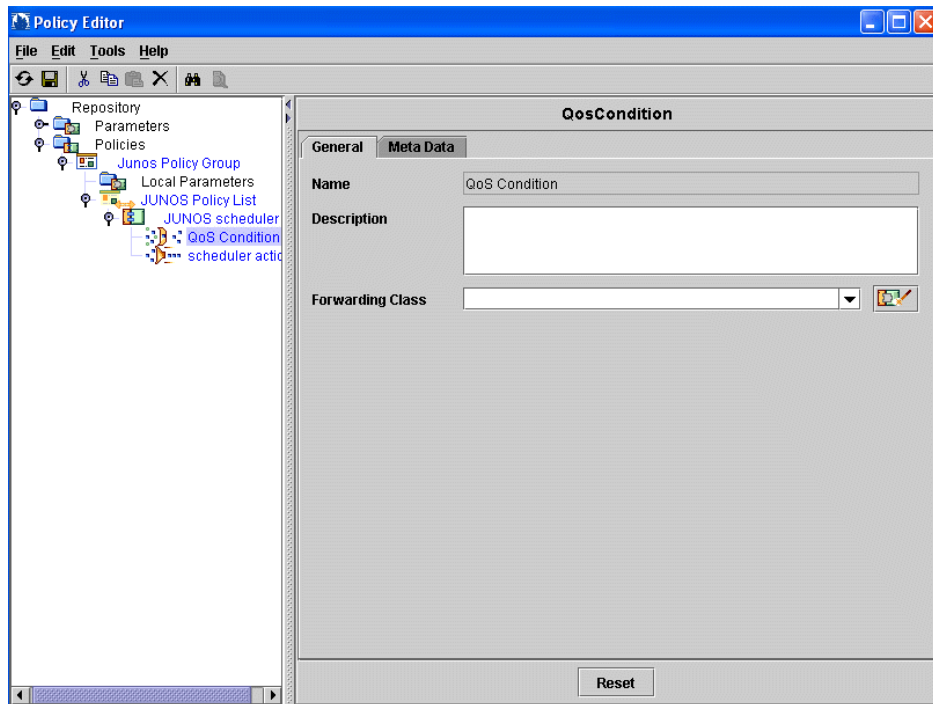 Policy Editor
File Edit Tools Help
Repository
Parameters
Policies
Junos Policy Group
Local Parameters
JUNOS Policy List
JUNOS scheduler
QoS Condition
scheduler actio
QosCondition
General Meta Data
Name QoS Condition
Description
Forwarding Class
Reset